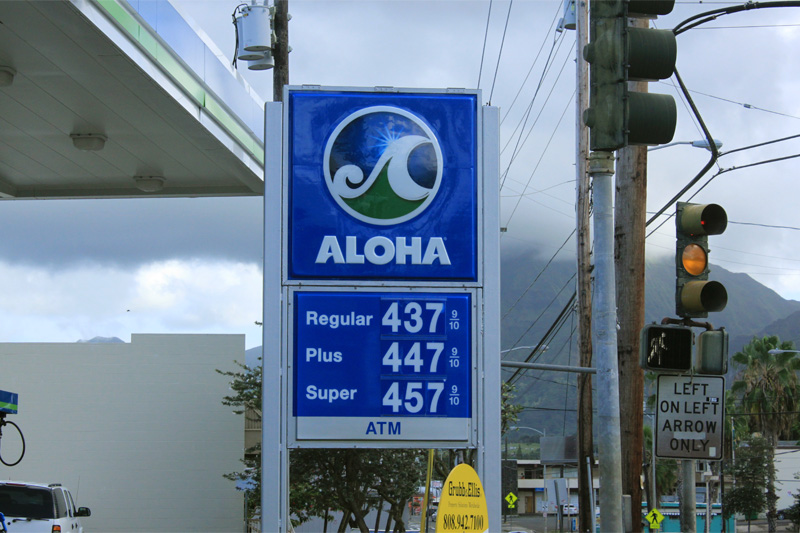 ALOHA
Regular 437 9/10
Plus 447 9/10
Super 457 9/10
ATM
LEFT
ON LEFT
ARROW
ONLY
Grubb&Ellis
808.942.7100